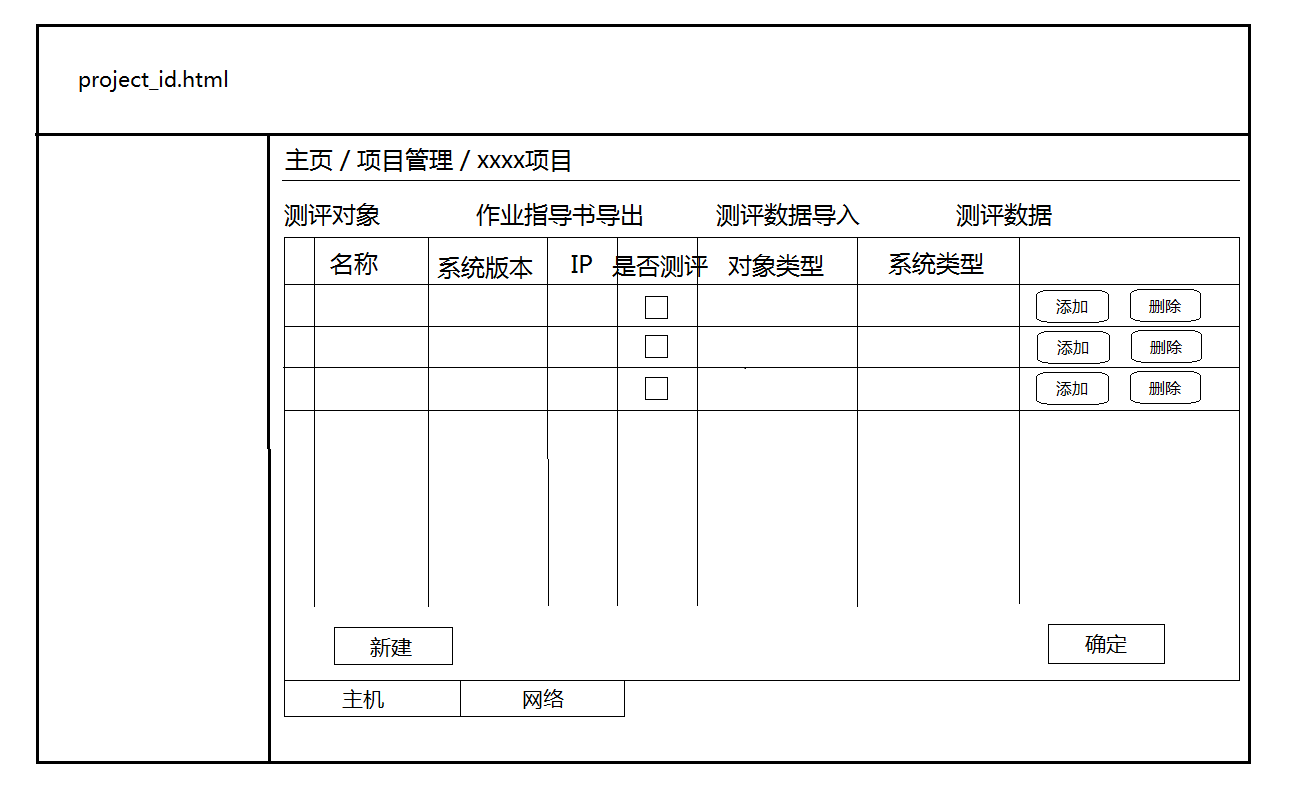 project_id.html
主页 / 项目管理 / xxxx项目
测评对象 作业指导书导出 测评数据导入 测评数据
名称 系统版本 IP 是否测评 对象类型 系统类型
添加 删除
添加 删除
添加 删除
新建 确定
主机 网络